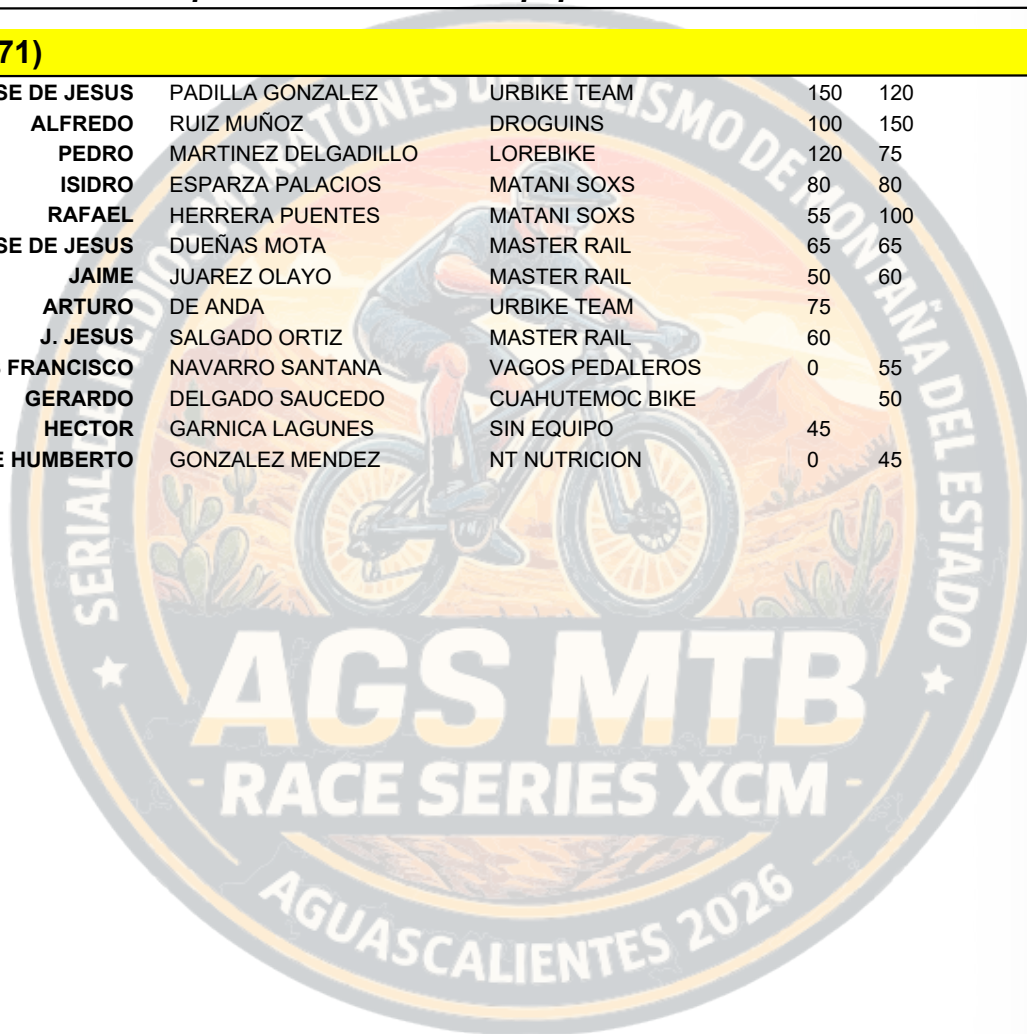 71)
SE DE JESUS PADILLA GONZALEZ URBIKE TEAM 150 120
ALFREDO RUIZ MUÑOZ DROGUINS 100 150
PEDRO MARTINEZ DELGADILLO LOREBIKE 120 75
ISIDRO ESPARZA PALACIOS MATANI SOXS 80 80
RAFAEL HERRERA PUENTES MATANI SOXS 55 100
SE DE JESUS DUEÑAS MOTA MASTER RAIL 65 65
JAIME JUAREZ OLAYO MASTER RAIL 50 60
ARTURO DE ANDA URBIKE TEAM 75
J. JESUS SALGADO ORTIZ MASTER RAIL 60
FRANCISCO NAVARRO SANTANA VAGOS PEDALEROS 0 55
GERARDO DELGADO SAUCEDO CUAHUTEMOC BIKE 50
HECTOR GARNICA LAGUNES SIN EQUIPO 45
HUMBERTO GONZALEZ MENDEZ NT NUTRICION 0 45
SERIAL DE MEDIOS MARATONES DE CICLISMO DE MONTAÑA DEL ESTADO
AGS MTB
- RACE SERIES XCM -
AGUASCALIENTES 2026